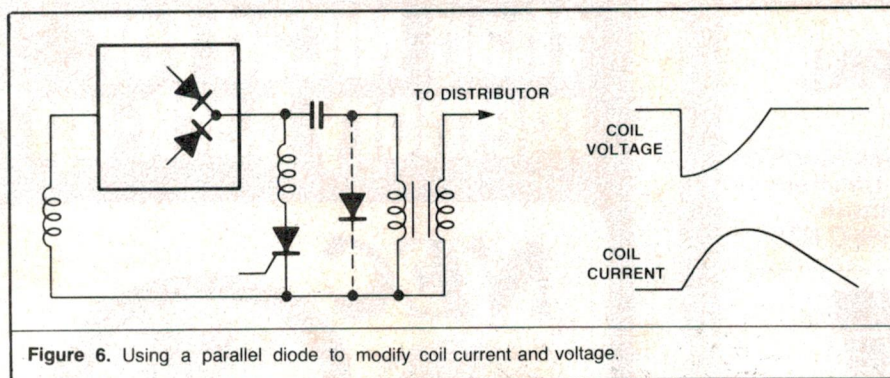 TO DISTRIBUTOR
COIL
VOLTAGE
COIL
CURRENT
Figure 6. Using a parallel diode to modify coil current and voltage.